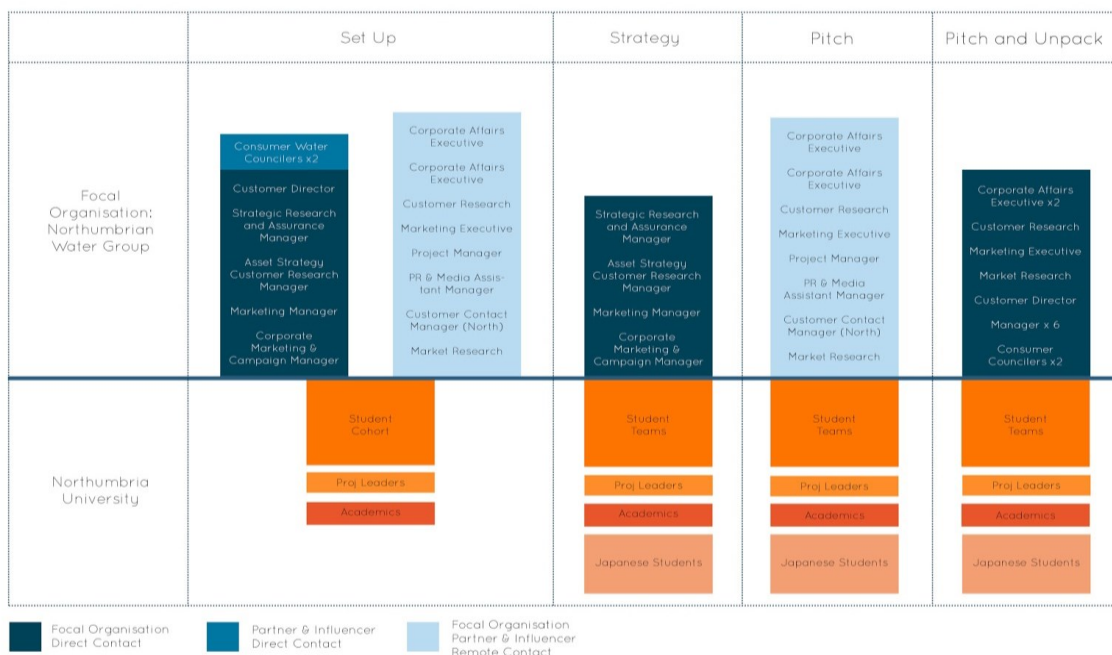 Set Up
Strategy
Pitch
Pitch and Unpack
Focal
Organisation:
Northumbrian
Water Group
Consumer Water
Councilers x2
Customer Director
Strategic Research
and Assurance
Manager
Asset Strategy
Customer Research
Manager
Marketing Manager
Corporate
Marketing &
Campaign Manager
Corporate Affairs
Executive
Corporate Affairs
Executive
Customer Research
Marketing Executive
Project Manager
PR & Media Assis-
tant Manager
Customer Contact
Manager (North)
Market Research
Strategic Research
and Assurance
Manager
Asset Strategy
Customer Research
Manager
Marketing Manager
Corporate
Marketing &
Campaign Manager
Corporate Affairs
Executive
Corporate Affairs
Executive
Customer Research
Marketing Executive
Project Manager
PR & Media
Assistant Manager
Customer Contact
Manager (North)
Market Research
Corporate Affairs
Executive x2
Customer Research
Marketing Executive
Market Research
Customer Director
Manager x 6
Consumer
Councilers x2
Northumbria
University
Student
Cohort
Proj Leaders
Academics
Student
Teams
Proj Leaders
Academics
Japanese Students
Student
Teams
Proj Leaders
Academics
Japanese Students
Student
Teams
Proj Leaders
Academics
Japanese Students
Focal Organisation
Direct Contact
Partner & Influencer
Direct Contact
Focal Organisation
Partner & Influencer
Remote Contact